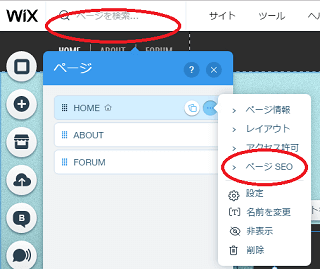 WiX
ページを検索...
サイト
ツール
ヘル
HOME ABOUT FORUM
ページ
?
HOME
ABOUT
FORUM
ページ情報
レイアウト
アクセス許可
ページ SEO
設定
[T] 名前を変更
非表示
削除
B